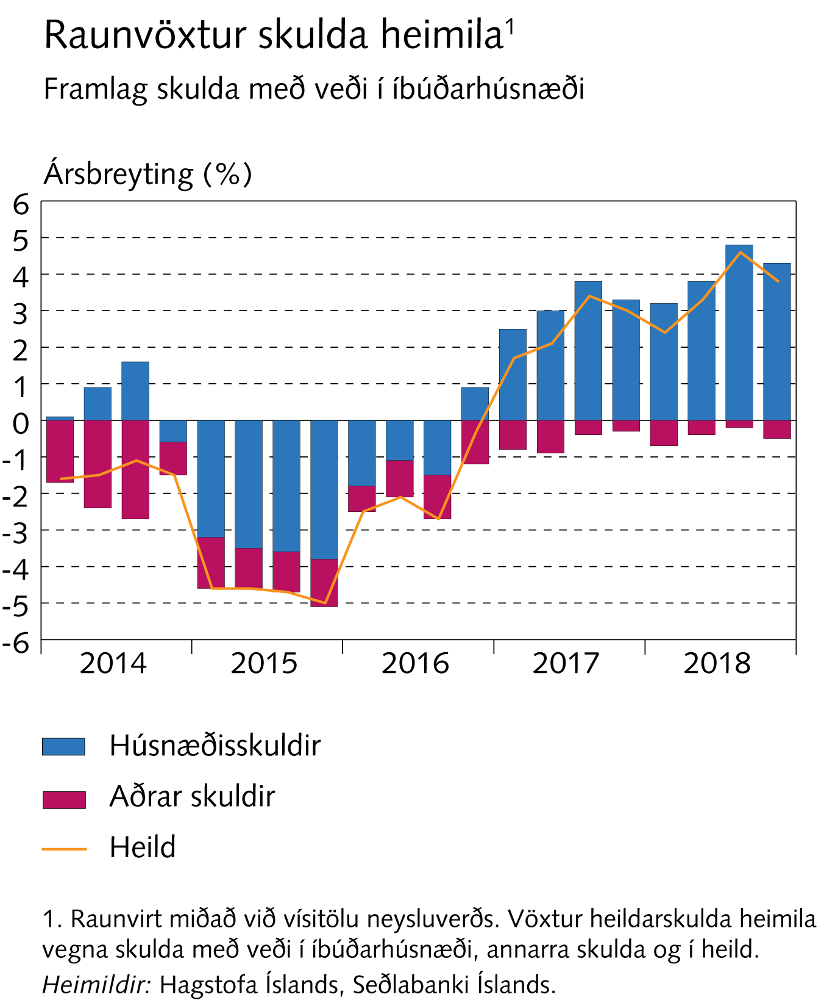 Raunvöxtur skulda heimila¹
Framlag skulda með veði í íbúðarhúsnæði
Ársbreyting (%)
6
5
4
3
2
1
0
-1
-2
-3
-4
-5
-6
2014 2015 2016 2017 2018
Húsnæðisskuldir
Aðrar skuldir
Heild
1. Raunvirt miðað við vísitölu neysluverðs. Vöxtur heildarskulda heimila
vegna skulda með veði í íbúðarhúsnæði, annarra skulda og í heild.
Heimildir: Hagstofa Íslands, Seðlabanki Íslands.